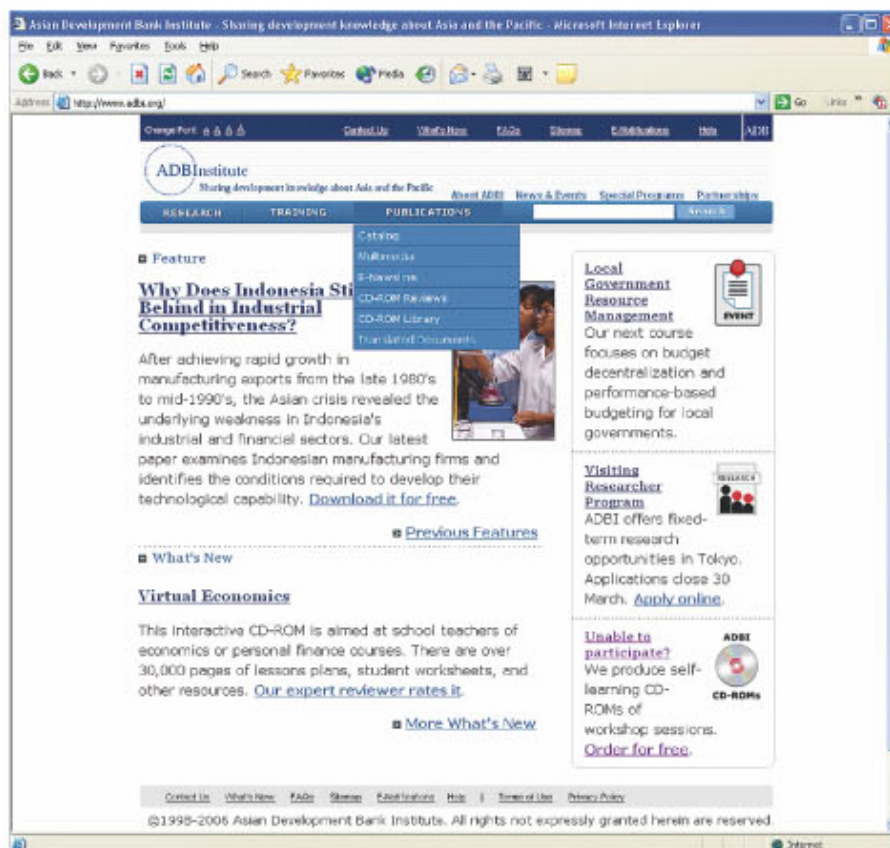 Asian Development Bank Institute - Sharing development knowledge about Asia and the Pacific - Microsoft Internet Explorer
File Edit View Favorites Tools Help
Back Search Favorites Media
Address http://www.adbi.org/ Go Links
Change Font A A A A Contact Us What's New FAQs Sitemap E-Notifications Help ADB
ADBInstitute
Sharing development knowledge about Asia and the Pacific
About ADBI News & Events Special Programs Partnerships
RESEARCH TRAINING PUBLICATIONS Search
Catalog
Multimedia
E-Newsline
CD-ROM Reviews
CD-ROM Library
Translated Documents
Feature
Why Does Indonesia Sti
Behind in Industrial
Competitiveness?
After achieving rapid growth in
manufacturing exports from the late 1980's
to mid-1990's, the Asian crisis revealed the
underlying weakness in Indonesia's
industrial and financial sectors. Our latest
paper examines Indonesian manufacturing firms and
identifies the conditions required to develop their
technological capability. Download it for free.
Previous Features
What's New
Virtual Economics
This interactive CD-ROM is aimed at school teachers of
economics or personal finance courses. There are over
30,000 pages of lessons plans, student worksheets, and
other resources. Our expert reviewer rates it.
More What's New
Local
Government
Resource
Management
EVENT
Our next course
focuses on budget
decentralization and
performance-based
budgeting for local
governments.
Visiting
Researcher
Program
RESEARCH
ADBI offers fixed-
term research
opportunities in Tokyo.
Applications close 30
March. Apply online.
Unable to
participate?
ADBI
CD-ROMs
We produce self-
learning CD-
ROMs of
workshop sessions.
Order for free.
Contact Us What's New FAQs Sitemap E-Notifications Help | Terms of Use Privacy Policy
©1998-2006 Asian Development Bank Institute. All rights not expressly granted herein are reserved.
Internet